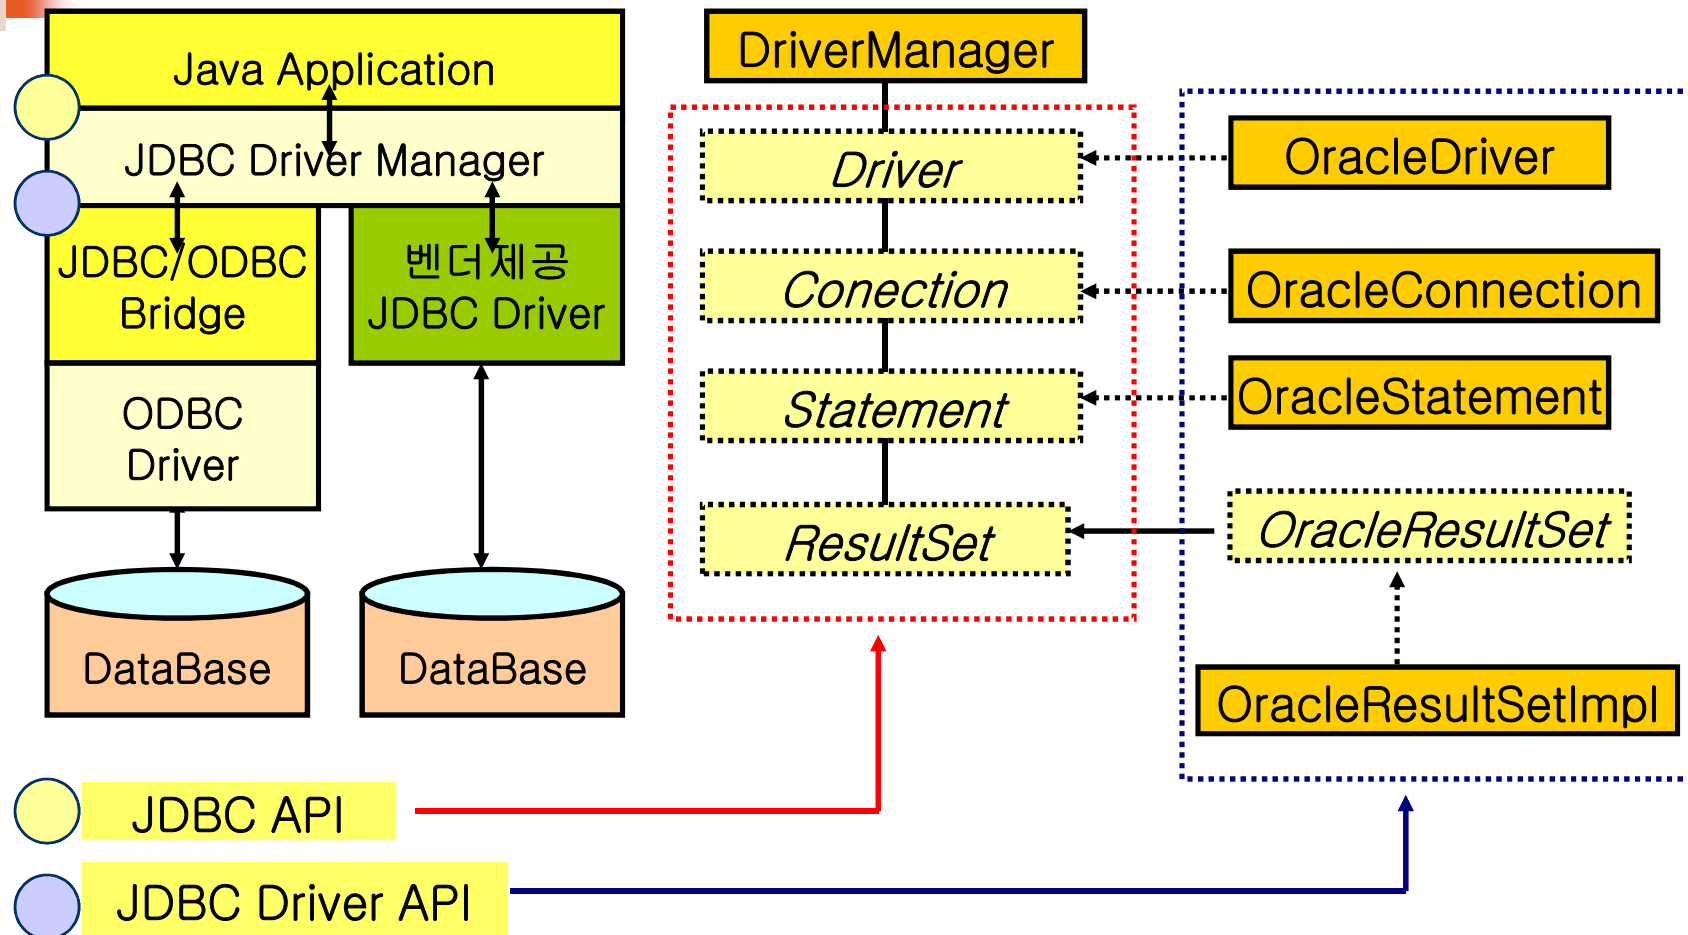 Java Application
JDBC Driver Manager
JDBC/ODBC
Bridge
벤더제공
JDBC Driver
ODBC
Driver
DataBase
DataBase
DriverManager
Driver
Conection
Statement
ResultSet
OracleDriver
OracleConnection
OracleStatement
OracleResultSet
OracleResultSetImpl
JDBC API
JDBC Driver API